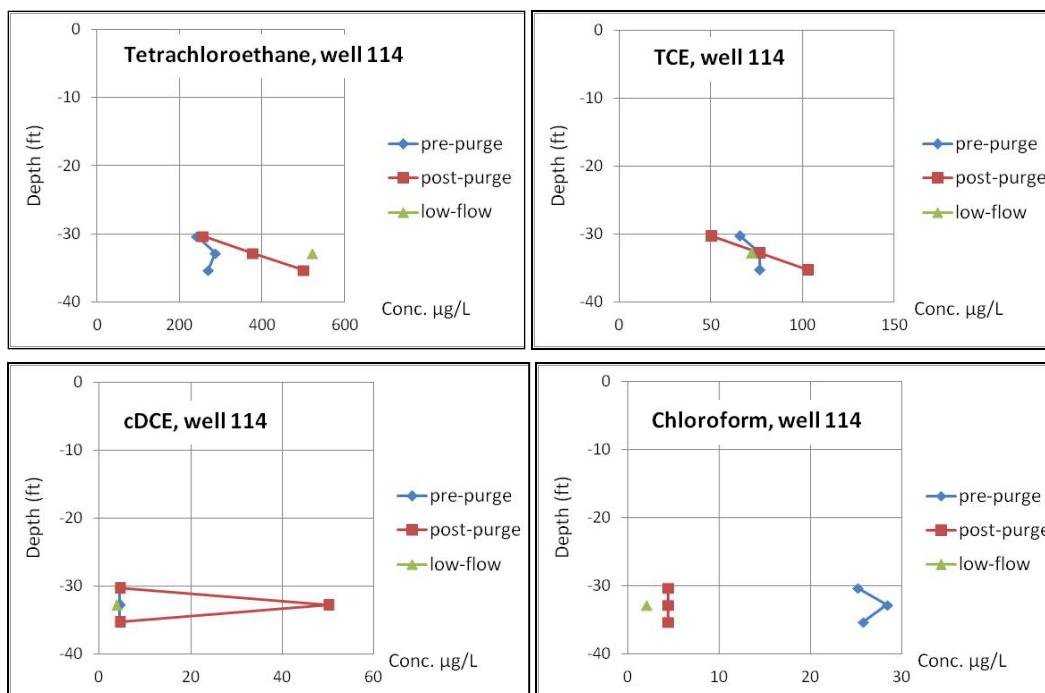 Tetrachloroethane, well 114
0
-10
-20
-30
-40
Depth (ft)
0 200 400 600
Conc. µg/L
pre-purge
post-purge
low-flow
TCE, well 114
0
-10
-20
-30
-40
Depth (ft)
0 50 100 150
Conc. µg/L
pre-purge
post-purge
low-flow
cDCE, well 114
0
-10
-20
-30
-40
Depth (ft)
0 20 40 60
Conc. µg/L
pre-purge
post-purge
low-flow
Chloroform, well 114
0
-10
-20
-30
-40
Depth (ft)
0 10 20 30
Conc. µg/L
pre-purge
post-purge
low-flow